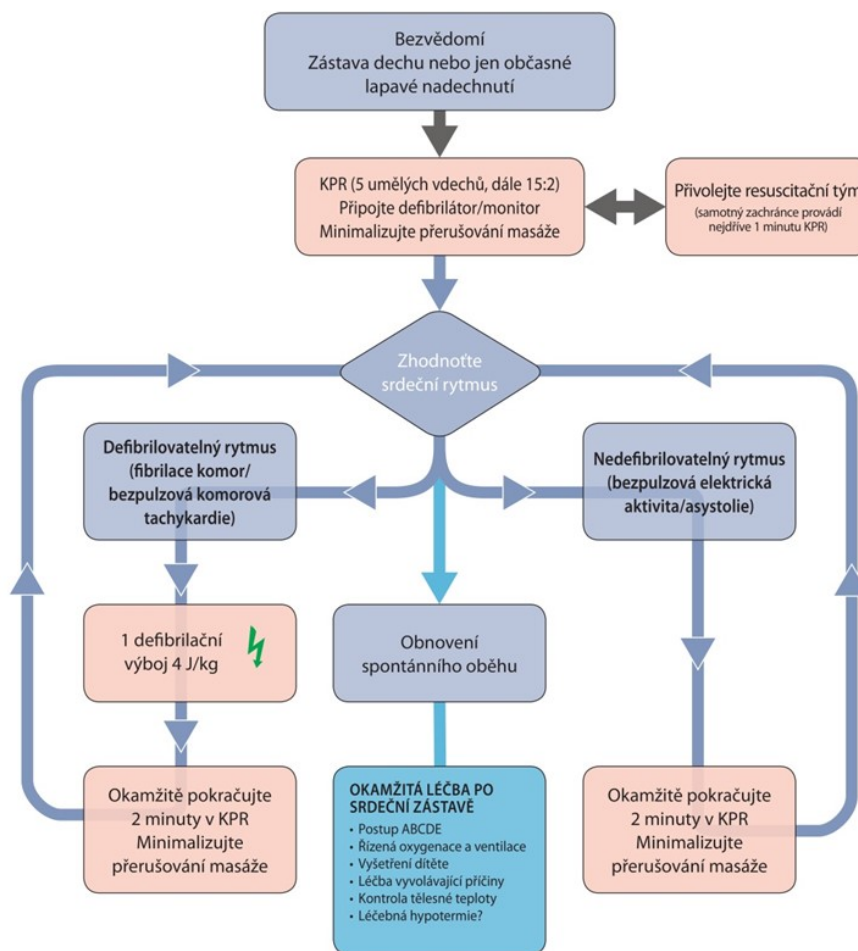 Bezvědomí
Zástava dechu nebo jen občasné
lapavé nadechnutí
KPR (5 umělých vdechů, dále 15:2)
Připojte defibrilátor/monitor
Minimalizujte přerušování masáže
Přivolejte resuscitační tým
(samotný zachránce provádí
nejdříve 1 minutu KPR)
Zhodnoťte
srdeční rytmus
Defibrilovatelný rytmus
(fibrilace komor/
bezpulzová komorová
tachykardie)
Nedefibrilovatelný rytmus
(bezpulzová elektrická
aktivita/asystolie)
1 defibrilační
výboj 4 J/kg
Obnovení
spontánního oběhu
Okamžitě pokračujte
2 minuty v KPR
Minimalizujte
přerušování masáže
OKAMŽITÁ LÉČBA PO
SRDEČNÍ ZÁSTAVĚ
• Postup ABCDE
• Řízená oxygenace a ventilace
• Vyšetření dítěte
• Léčba vyvolávající příčiny
• Kontrola tělesné teploty
• Léčebná hypotermie?
Okamžitě pokračujte
2 minuty v KPR
Minimalizujte
přerušování masáže